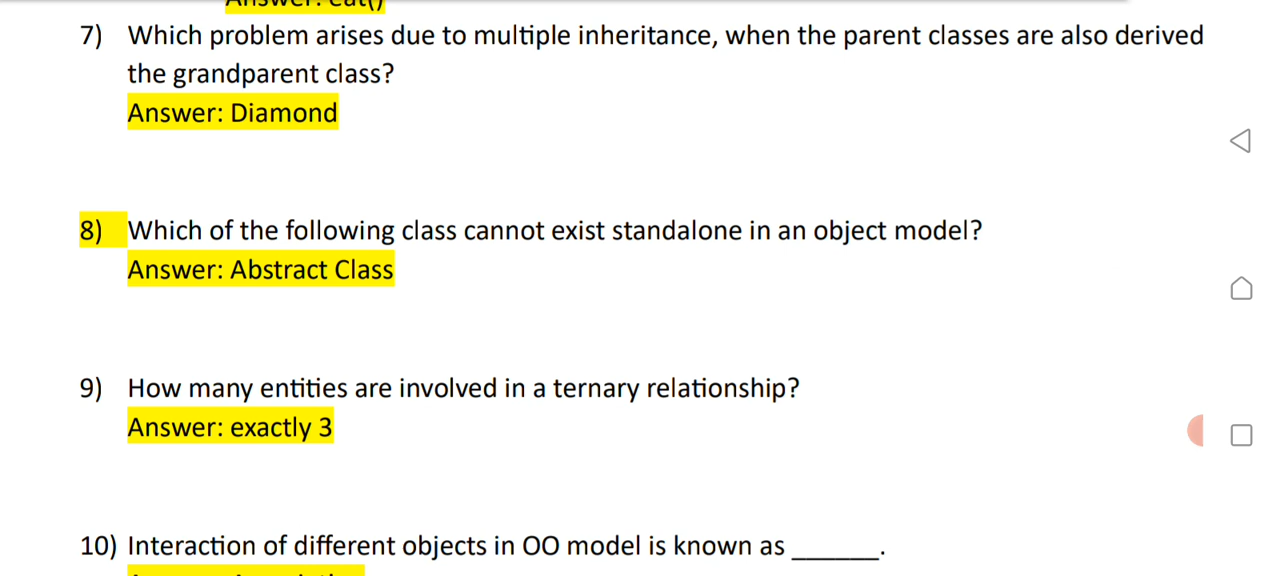 Answer: Eat()
7) Which problem arises due to multiple inheritance, when the parent classes are also derived
the grandparent class?
Answer: Diamond
8) Which of the following class cannot exist standalone in an object model?
Answer: Abstract Class
9) How many entities are involved in a ternary relationship?
Answer: exactly 3
10) Interaction of different objects in OO model is known as ______.